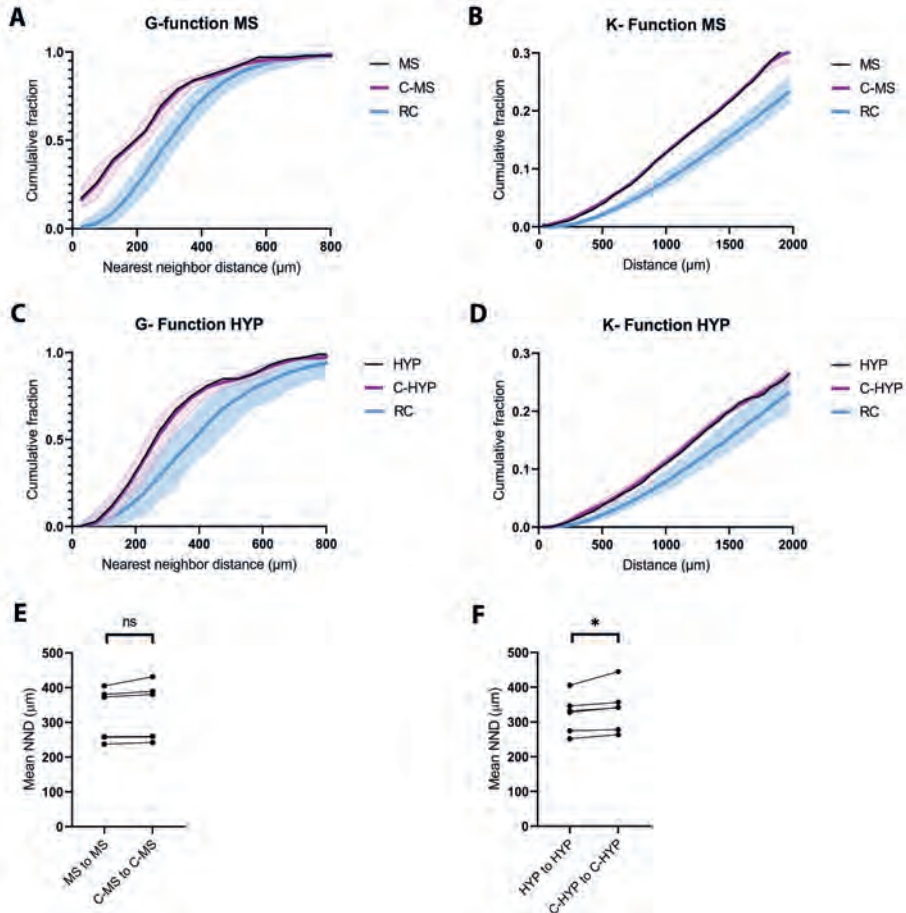 A
G-function MS
Cumulative fraction
1.0
0.5
0.0
0
200
400
600
800
Nearest neighbor distance (µm)
MS
C-MS
RC
B
K- Function MS
Cumulative fraction
0.3
0.2
0.1
0.0
0
500
1000
1500
2000
Distance (µm)
MS
C-MS
RC
C
G- Function HYP
Cumulative fraction
1.0
0.5
0.0
0
200
400
600
800
Nearest neighbor distance (µm)
HYP
C-HYP
RC
D
K- Function HYP
Cumulative fraction
0.3
0.2
0.1
0.0
0
500
1000
1500
2000
Distance (µm)
HYP
C-HYP
RC
E
ns
Mean NND (µm)
500
400
300
200
100
0
-MS to MS
C-MS to C-MS
F
*
Mean NND (µm)
500
400
300
200
100
0
HYP to HYP
C-HYP to C-HYP